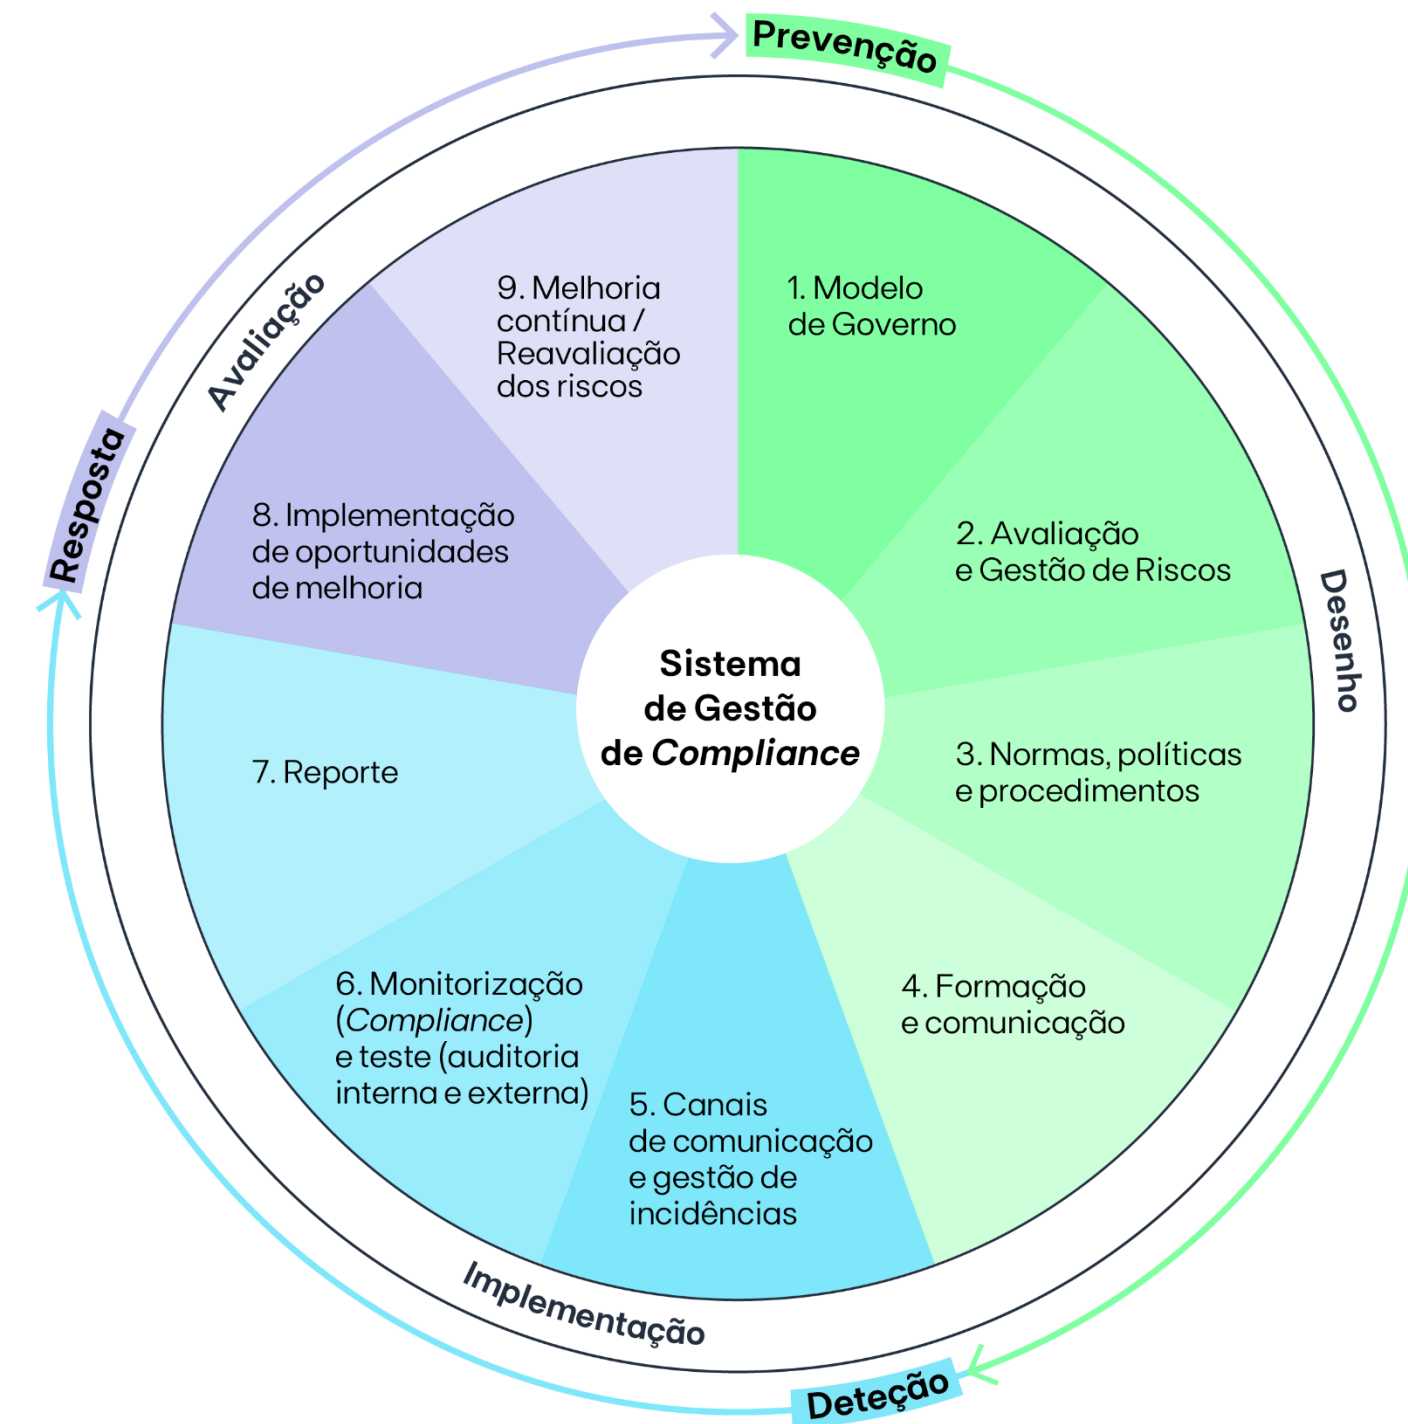 Prevenção
Desenho
Deteção
Implementação
Resposta
Avaliação
1. Modelo
de Governo
2. Avaliação
e Gestão de Riscos
3. Normas, políticas
e procedimentos
4. Formação
e comunicação
5. Canais
de comunicação
e gestão de
incidências
6. Monitorização
(Compliance)
e teste (auditoria
interna e externa)
7. Reporte
8. Implementação
de oportunidades
de melhoria
9. Melhoria
contínua /
Reavaliação
dos riscos
Sistema
de Gestão
de Compliance